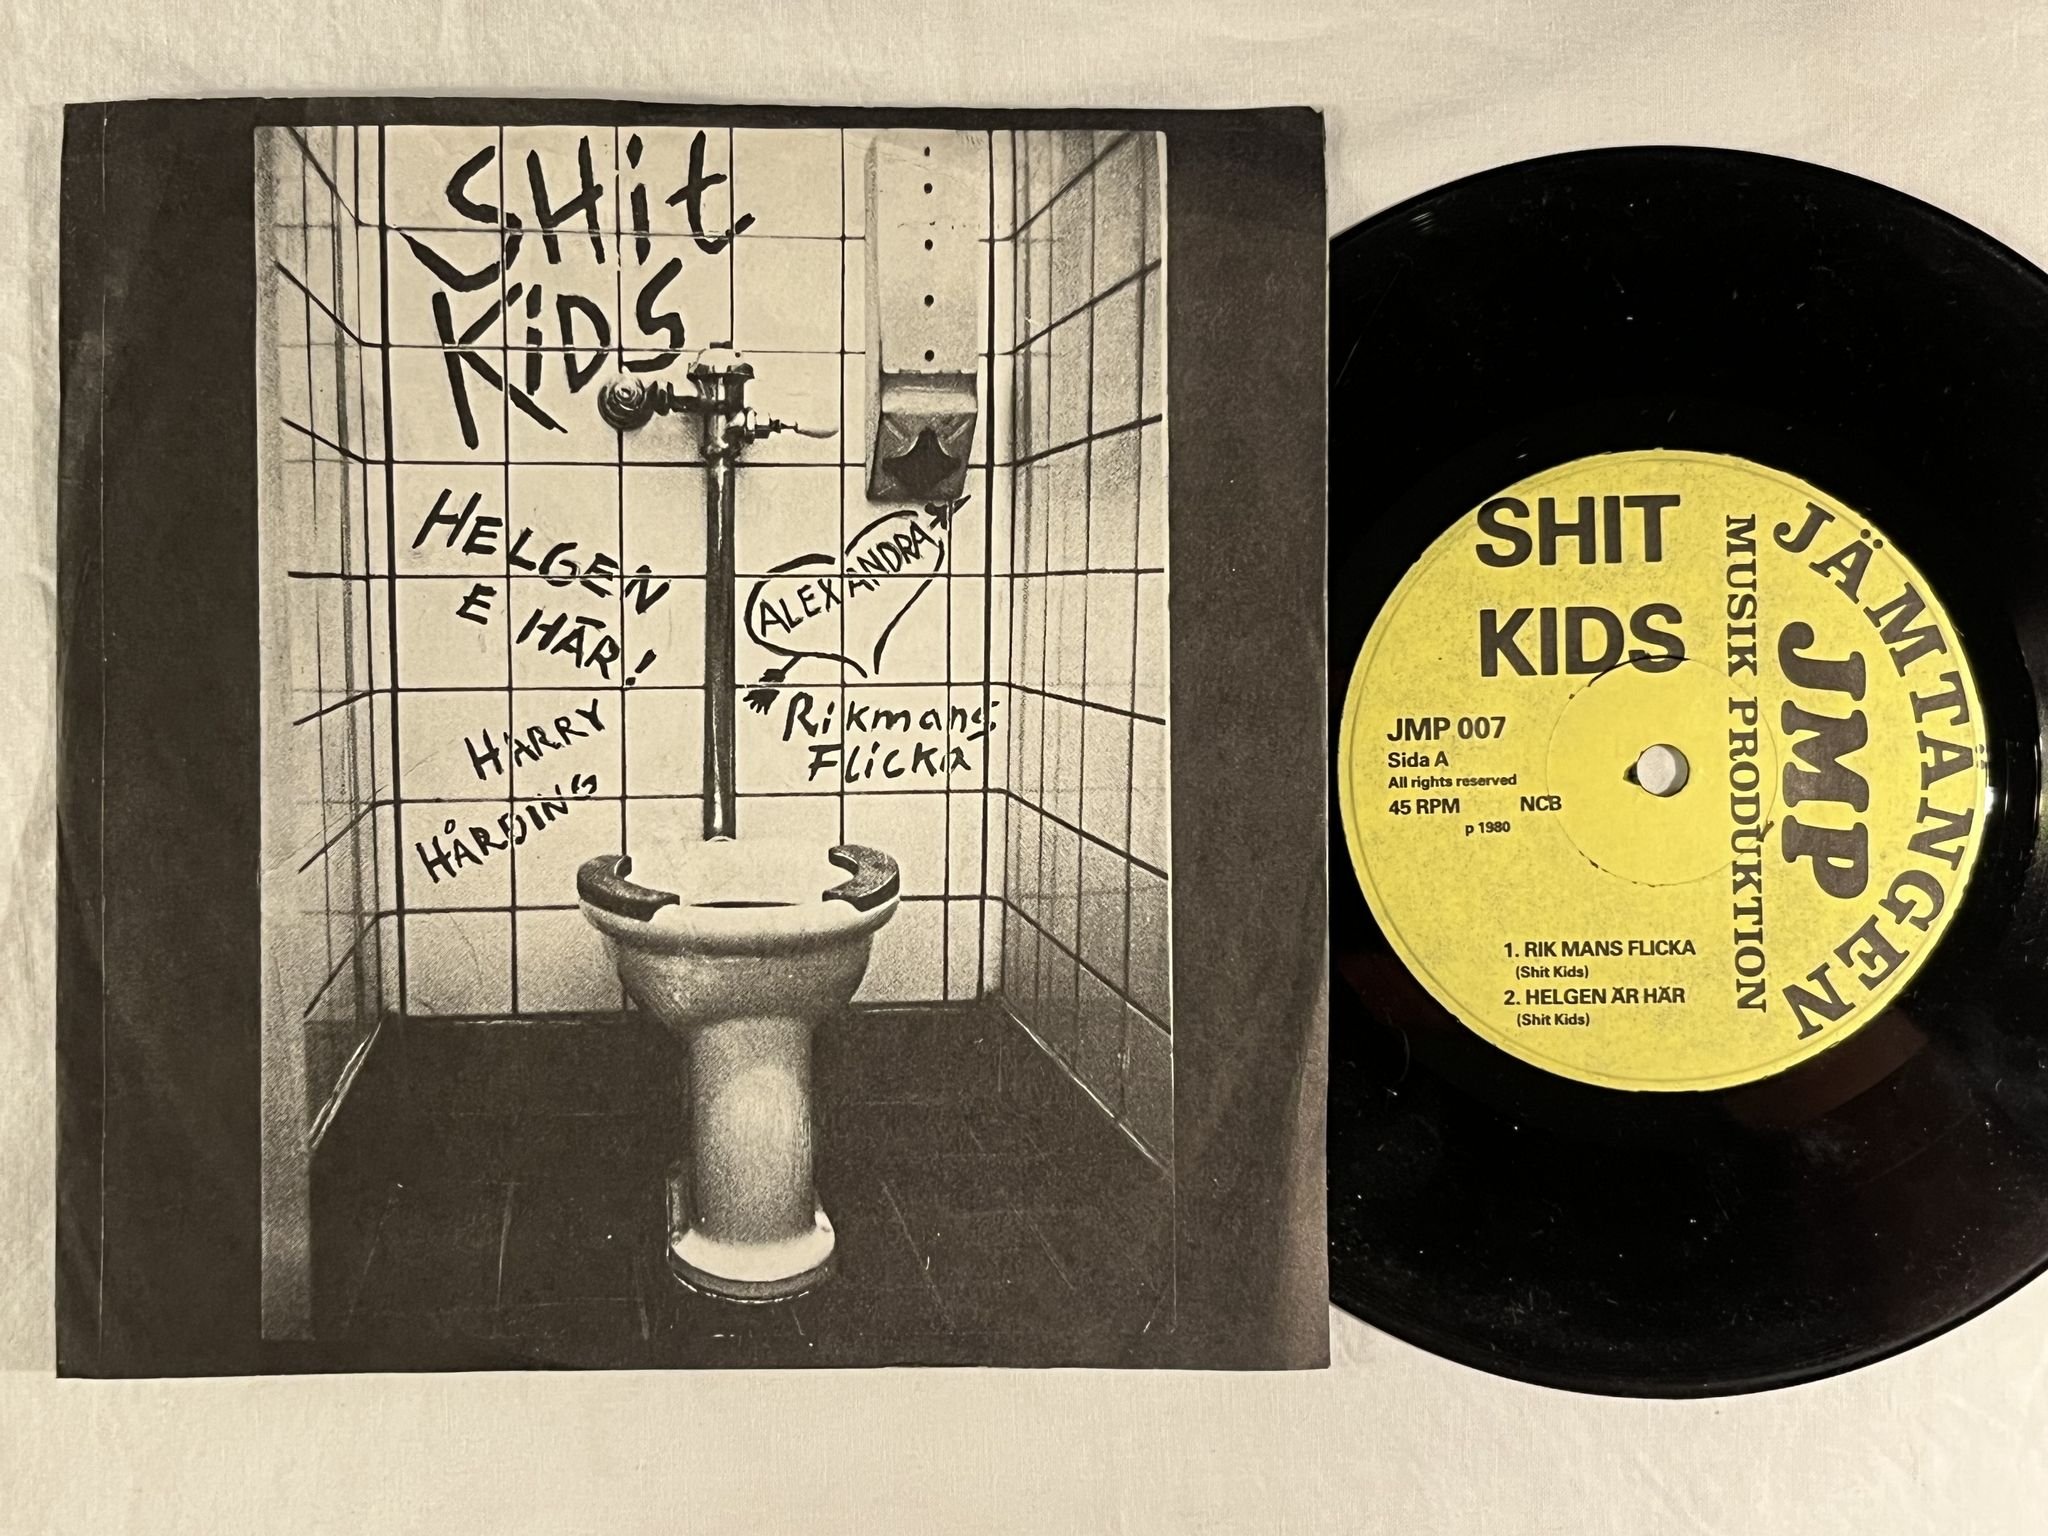 SHit
KiDS
HELGEN
E HÄR!
HARRY
HÅRDING
ALEXANDRA
Rikmans
Flicka
SHIT
KIDS
JMP 007
Sida A
All rights reserved
45 RPM NCB
p 1980
1. RIK MANS FLICKA
(Shit Kids)
2. HELGEN ÄR HÄR
(Shit Kids)
MUSIK PRODUKTION
JMP
JÄMTÄNGEN